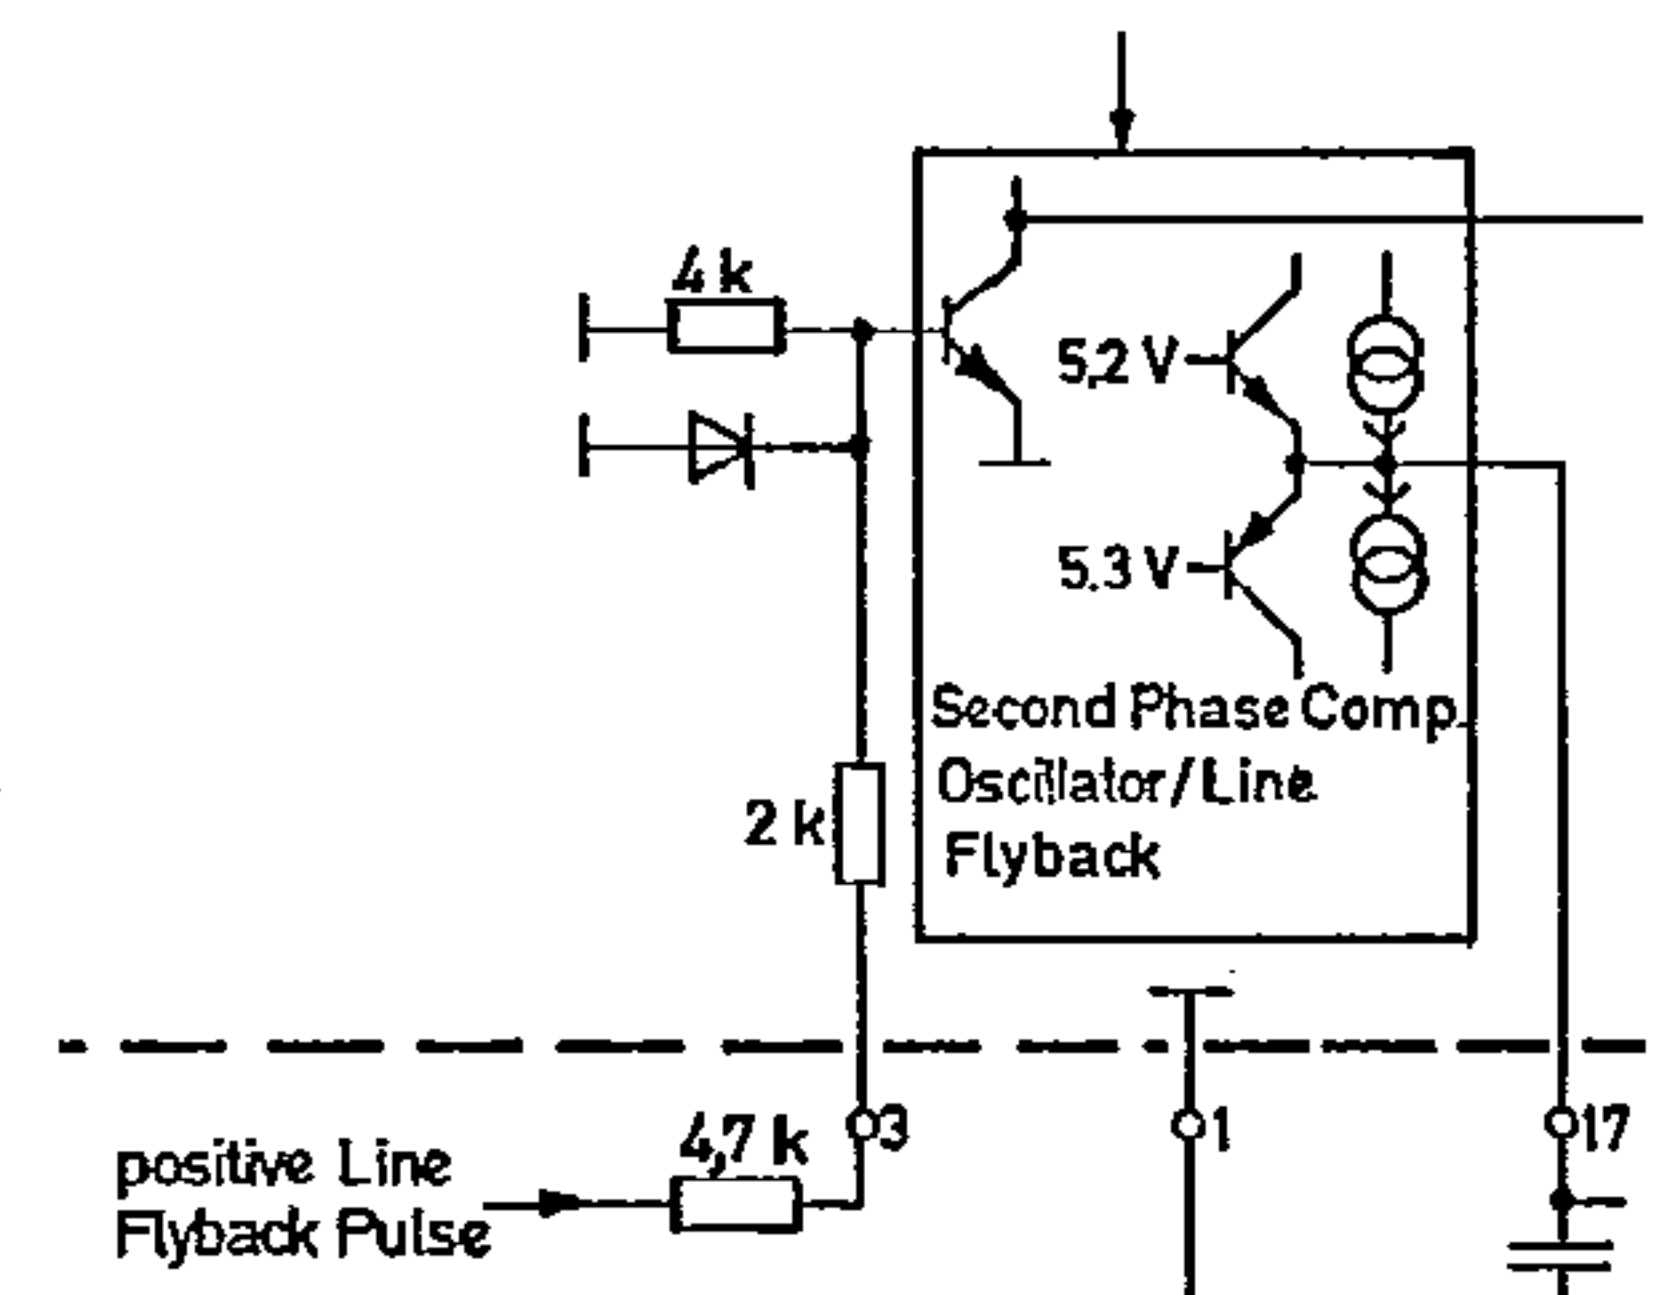 4 k
5,2 V
5.3 V
Second Phase Comp.
Oscillator/Line
Flyback
2 k
3
1
17
4,7 k
positive Line
Flyback Pulse